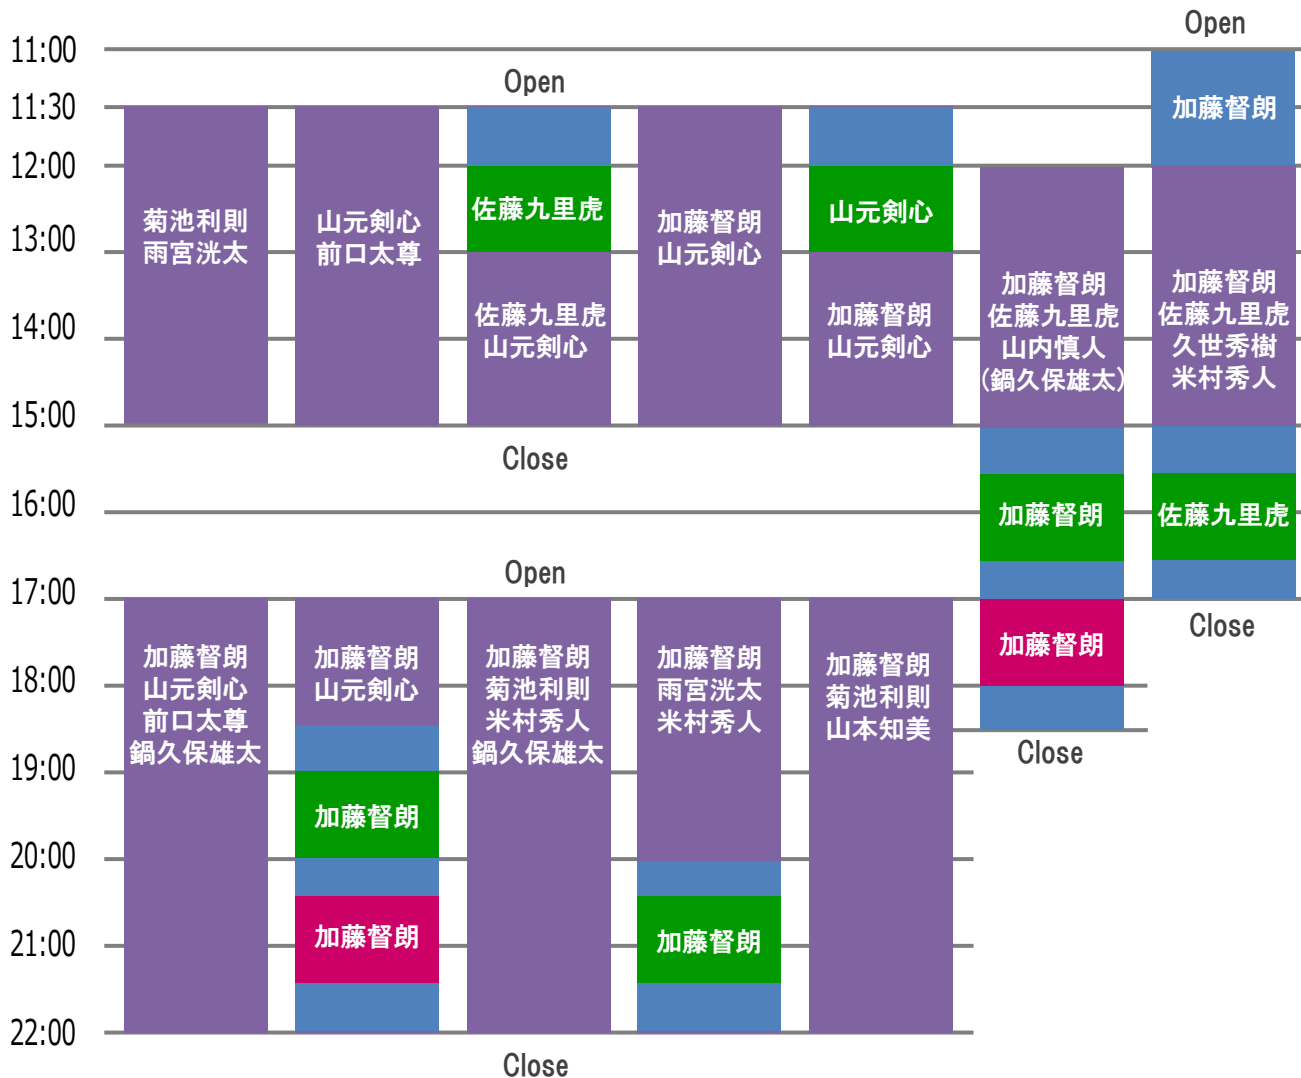 Open
11:00
Open
11:30
加藤督朗
12:00
佐藤九里虎
山元剣心
菊池利則
雨宮洸太
山元剣心
前口太尊
加藤督朗
山元剣心
13:00
加藤督朗
佐藤九里虎
山内慎人
(鍋久保雄太)
加藤督朗
佐藤九里虎
久世秀樹
米村秀人
佐藤九里虎
山元剣心
加藤督朗
山元剣心
14:00
15:00
Close
16:00
加藤督朗
佐藤九里虎
Open
17:00
Close
加藤督朗
加藤督朗
山元剣心
前口太尊
鍋久保雄太
加藤督朗
山元剣心
加藤督朗
菊池利則
米村秀人
鍋久保雄太
加藤督朗
雨宮洸太
米村秀人
加藤督朗
菊池利則
山本知美
18:00
Close
19:00
加藤督朗
20:00
加藤督朗
加藤督朗
21:00
22:00
Close